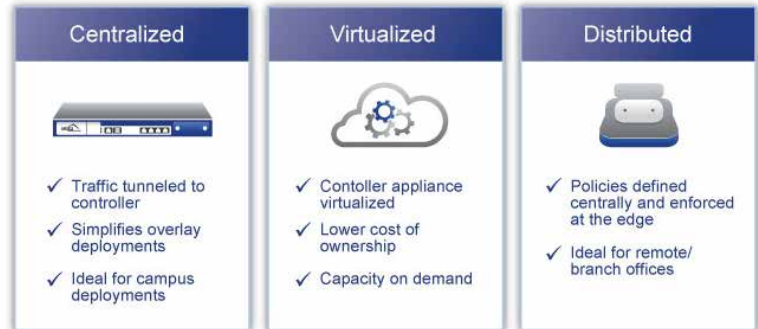 Centralized
Traffic tunneled to
controller
Simplifies overlay
deployments
Ideal for campus
deployments
Virtualized
Contoller appliance
virtualized
Lower cost of
ownership
Capacity on demand
Distributed
Policies defined
centrally and enforced
at the edge
Ideal for remote/
branch offices